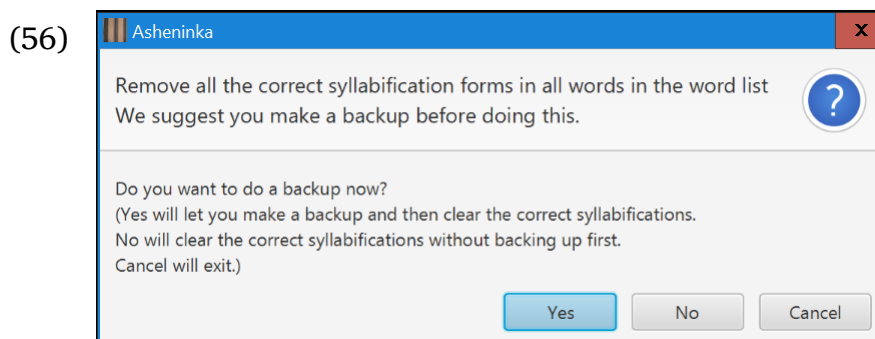 (56)
Asheninka
x
Remove all the correct syllabification forms in all words in the word list
We suggest you make a backup before doing this.
?
Do you want to do a backup now?
(Yes will let you make a backup and then clear the correct syllabifications.
No will clear the correct syllabifications without backing up first.
Cancel will exit.)
Yes No Cancel